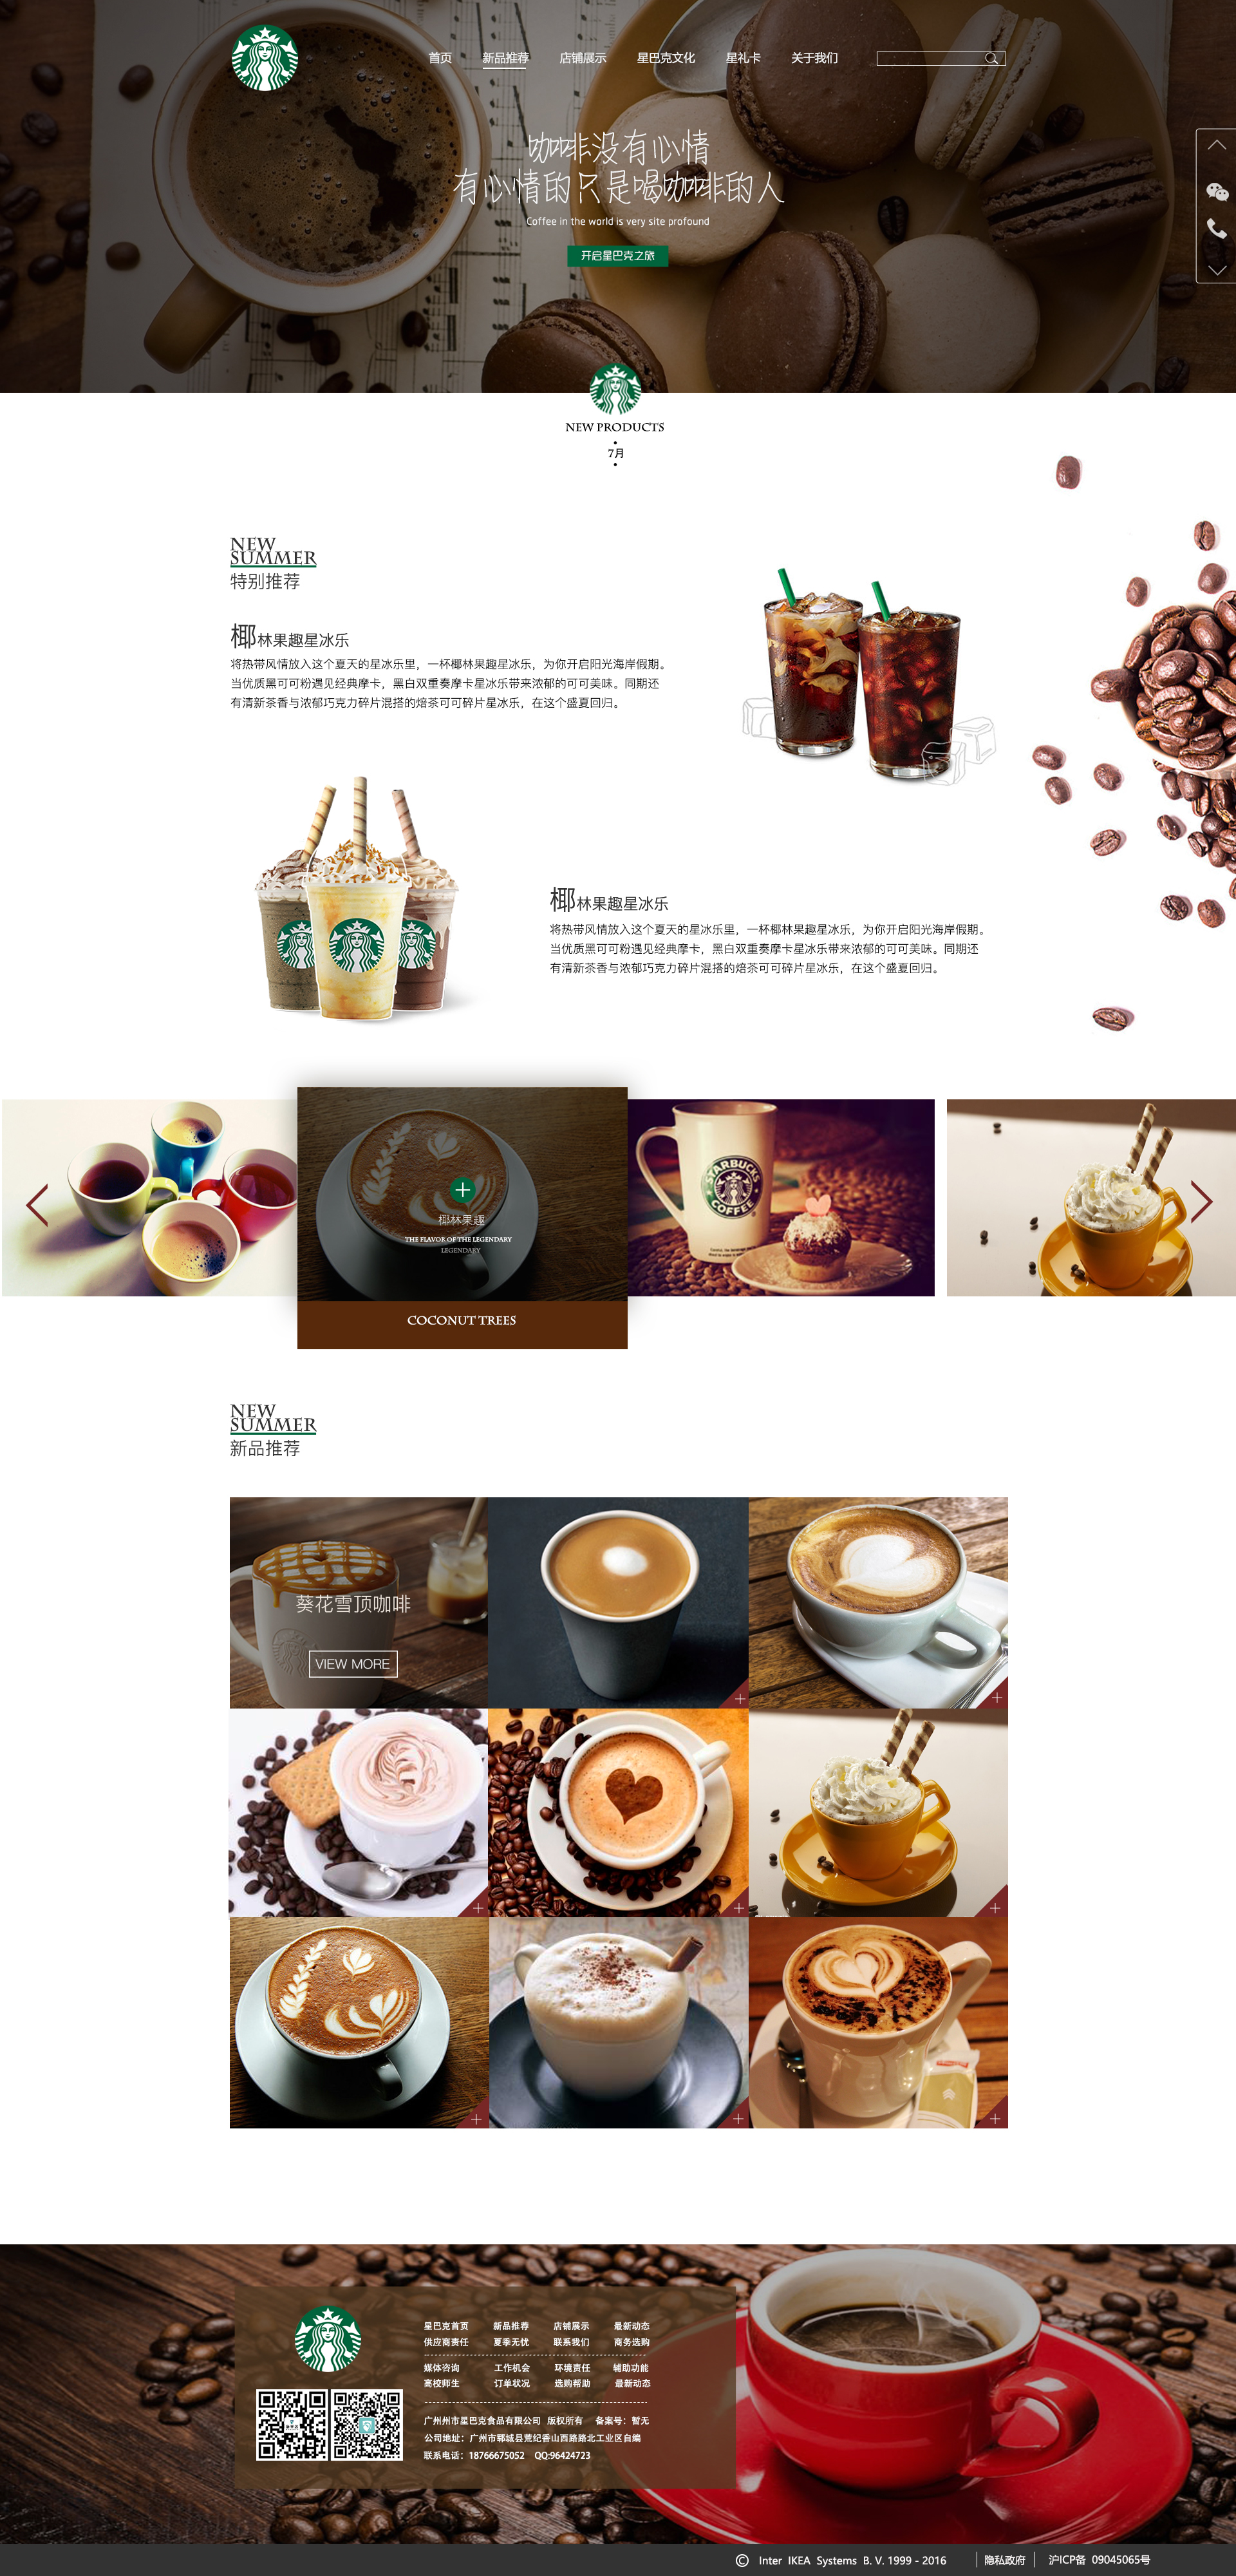 首页 新品推荐 店铺展示 星巴克文化 星礼卡 关于我们
咖啡没有心情
有心情的只是喝咖啡的人
Coffee in the world is very site profound
开启星巴克之旅
NEW PRODUCTS
7月
NEW
SUMMER
特别推荐
椰林果趣星冰乐
将热带风情放入这个夏天的星冰乐里，一杯椰林果趣星冰乐，为你开启阳光海岸假期。
当优质黑可可粉遇见经典摩卡，黑白双重奏摩卡星冰乐带来浓郁的可可美味。同期还
有清新茶香与浓郁巧克力碎片混搭的焙茶可可碎片星冰乐，在这个盛夏回归。
椰林果趣星冰乐
将热带风情放入这个夏天的星冰乐里，一杯椰林果趣星冰乐，为你开启阳光海岸假期。
当优质黑可可粉遇见经典摩卡，黑白双重奏摩卡星冰乐带来浓郁的可可美味。同期还
有清新茶香与浓郁巧克力碎片混搭的焙茶可可碎片星冰乐，在这个盛夏回归。
椰林果趣
THE FLAVOR OF THE LEGENDARY
LEGENDARY
COCONUT TREES
STARBUCKS
COFFEE
NEW
SUMMER
新品推荐
葵花雪顶咖啡
VIEW MORE
星巴克首页 新品推荐 店铺展示 最新动态
供应商责任 夏季无忧 联系我们 商务选购
媒体咨询 工作机会 环境责任 辅助功能
高校师生 订单状况 选购帮助 最新动态
广州州市星巴克食品有限公司 版权所有 备案号：暂无
公司地址：广州市郓城县荒纪香山西路路北工业区自编
联系电话：18766675052 QQ:96424723
© Inter IKEA Systems B. V. 1999 - 2016 隐私政府 沪ICP备 09045065号